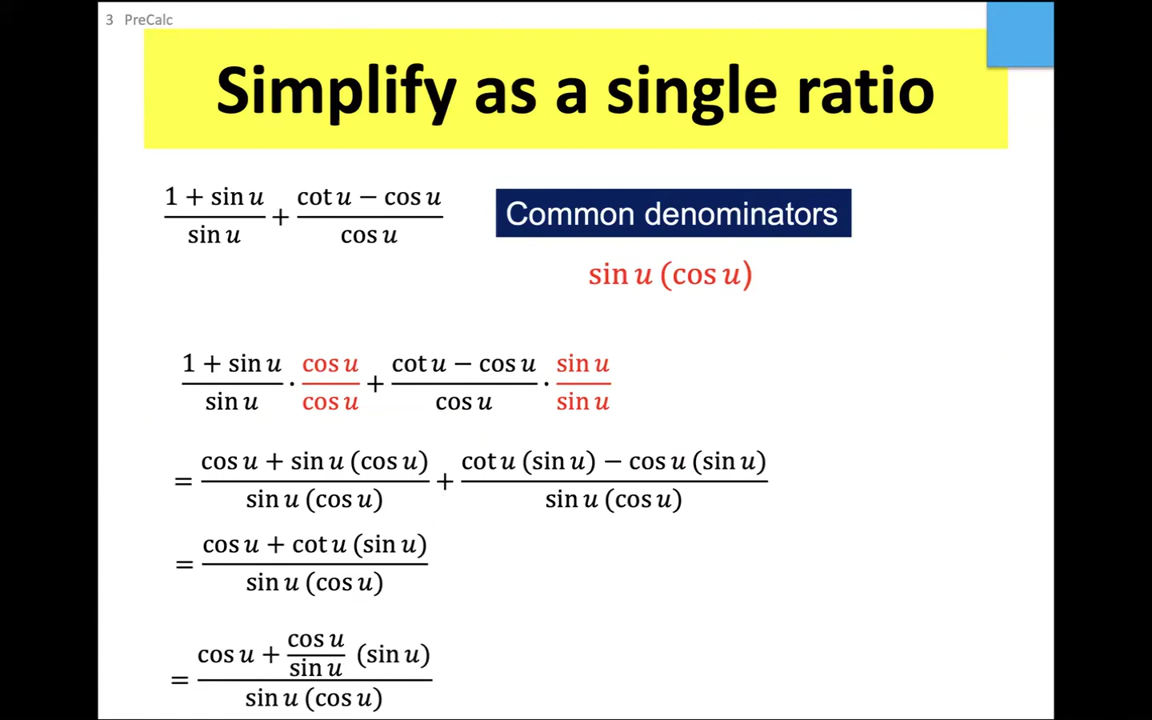 3 PreCalc
Simplify as a single ratio
(1 + sin u)/(sin u) + (cot u − cos u)/(cos u)
Common denominators
sin u (cos u)
(1 + sin u)/(sin u) · (cos u)/(cos u) + (cot u − cos u)/(cos u) · (sin u)/(sin u)
= (cos u + sin u (cos u))/(sin u (cos u)) + (cot u (sin u) − cos u (sin u))/(sin u (cos u))
= (cos u + cot u (sin u))/(sin u (cos u))
= (cos u + (cos u)/(sin u) (sin u))/(sin u (cos u))